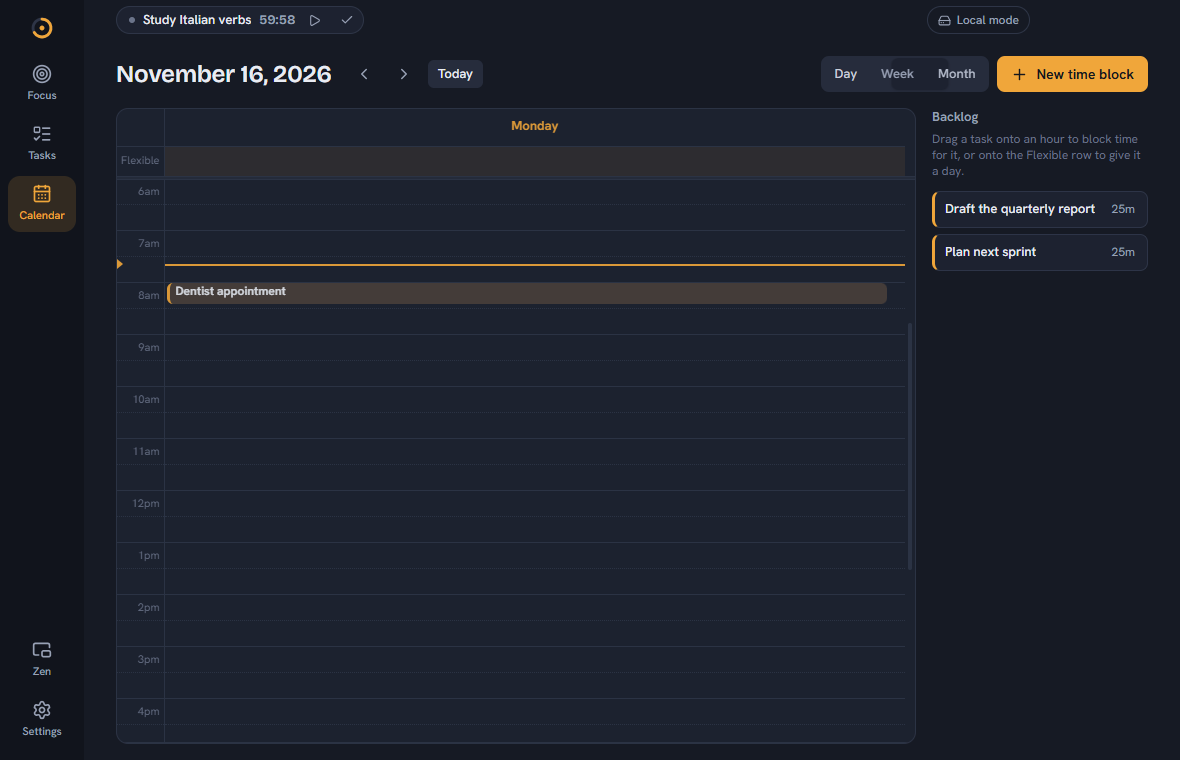 Study Italian verbs 59:58
Local mode
November 16, 2026
Today
Day Week Month
New time block
Focus
Tasks
Calendar
Zen
Settings
Monday
Flexible
6am
7am
8am
Dentist appointment
9am
10am
11am
12pm
1pm
2pm
3pm
4pm
Backlog
Drag a task onto an hour to block time
for it, or onto the Flexible row to give it
a day.
Draft the quarterly report 25m
Plan next sprint 25m